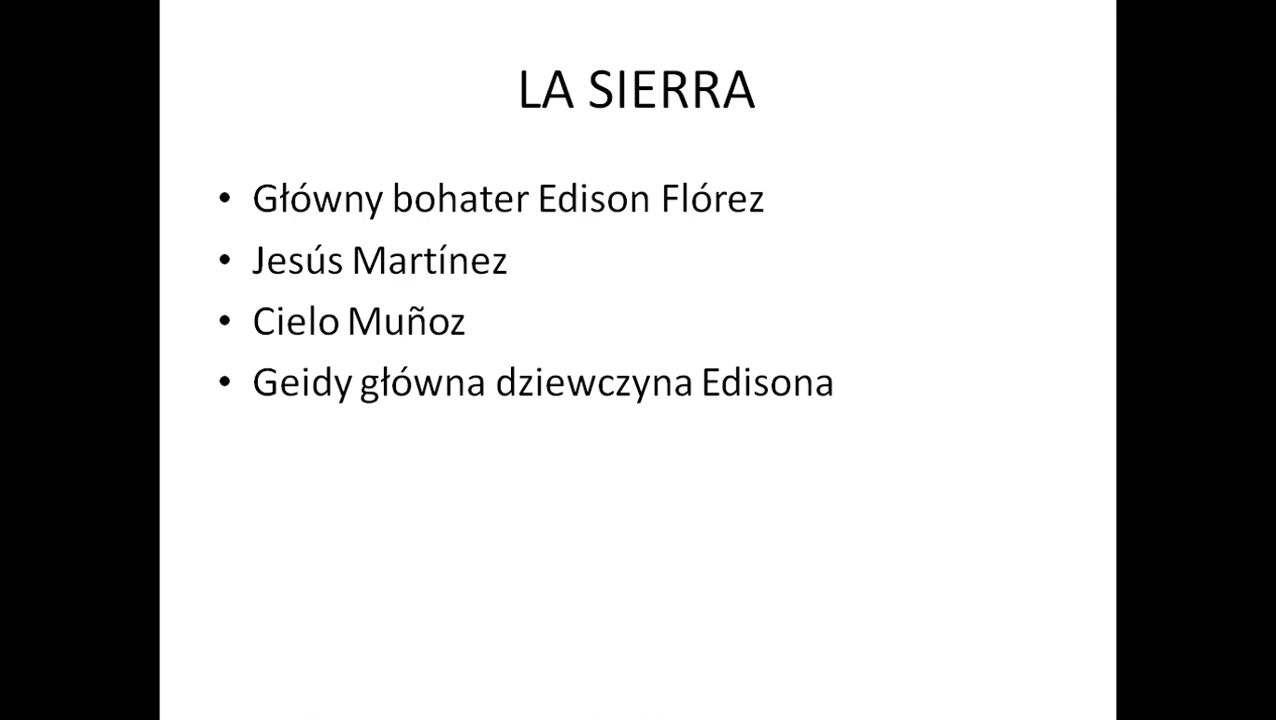 LA SIERRA
• Główny bohater Edison Flórez
• Jesús Martínez
• Cielo Muñoz
• Geidy główna dziewczyna Edisona